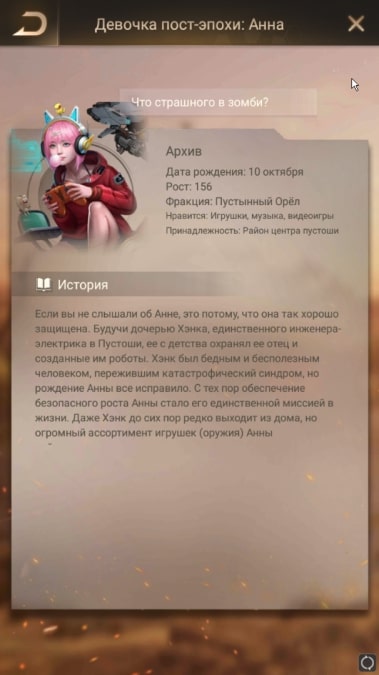 Девочка пост-эпохи: Анна
Что страшного в зомби?
Архив
Дата рождения: 10 октября
Рост: 156
Фракция: Пустынный Орёл
Нравится: Игрушки, музыка, видеоигры
Принадлежность: Район центра пустоши
История
Если вы не слышали об Анне, это потому, что она так хорошо
защищена. Будучи дочерью Хэнка, единственного инженера-
электрика в Пустоши, ее с детства охранял ее отец и
созданные им роботы. Хэнк был бедным и бесполезным
человеком, пережившим катастрофический синдром, но
рождение Анны все исправило. С тех пор обеспечение
безопасного роста Анны стало его единственной миссией в
жизни. Даже Хэнк до сих пор редко выходит из дома, но
огромный ассортимент игрушек (оружия) Анны